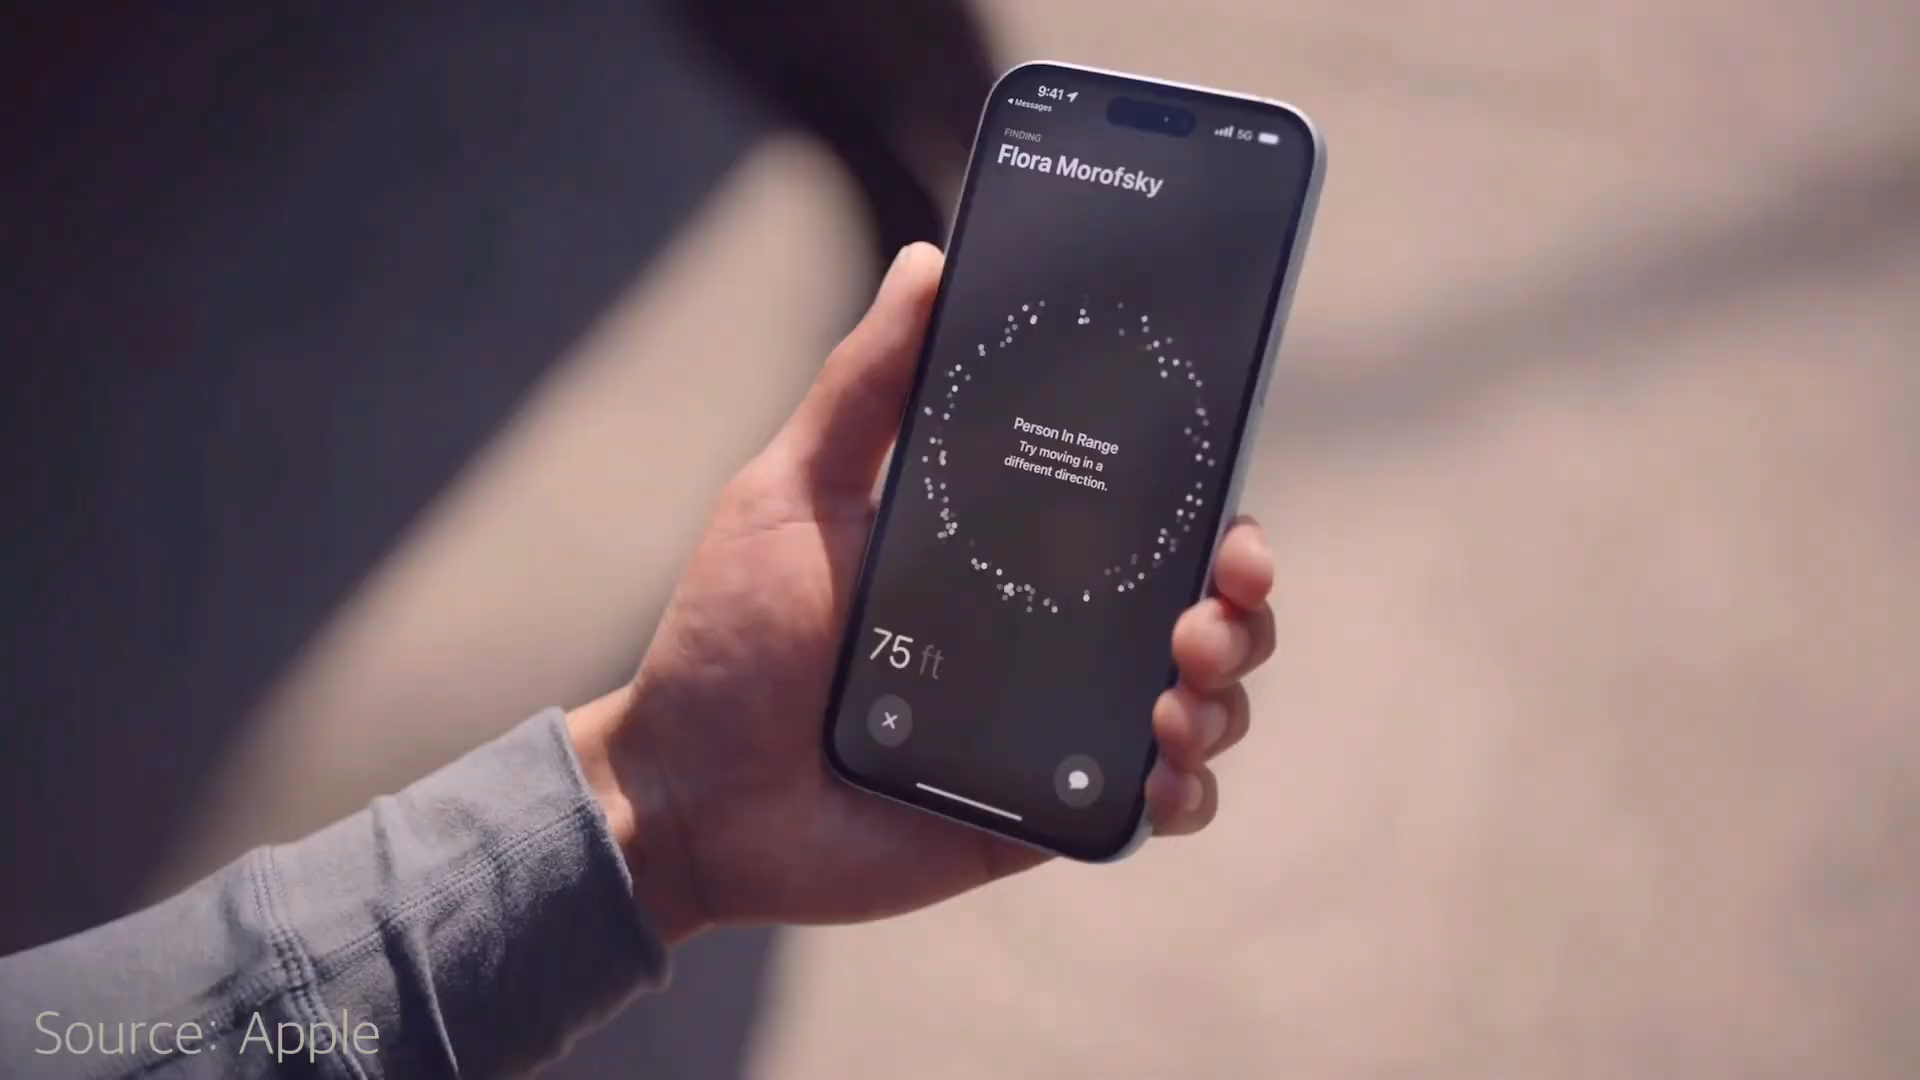 9:41
Messages
5G
FINDING
Flora Morofsky
Person In Range
Try moving in a
different direction.
75 ft
Source: Apple